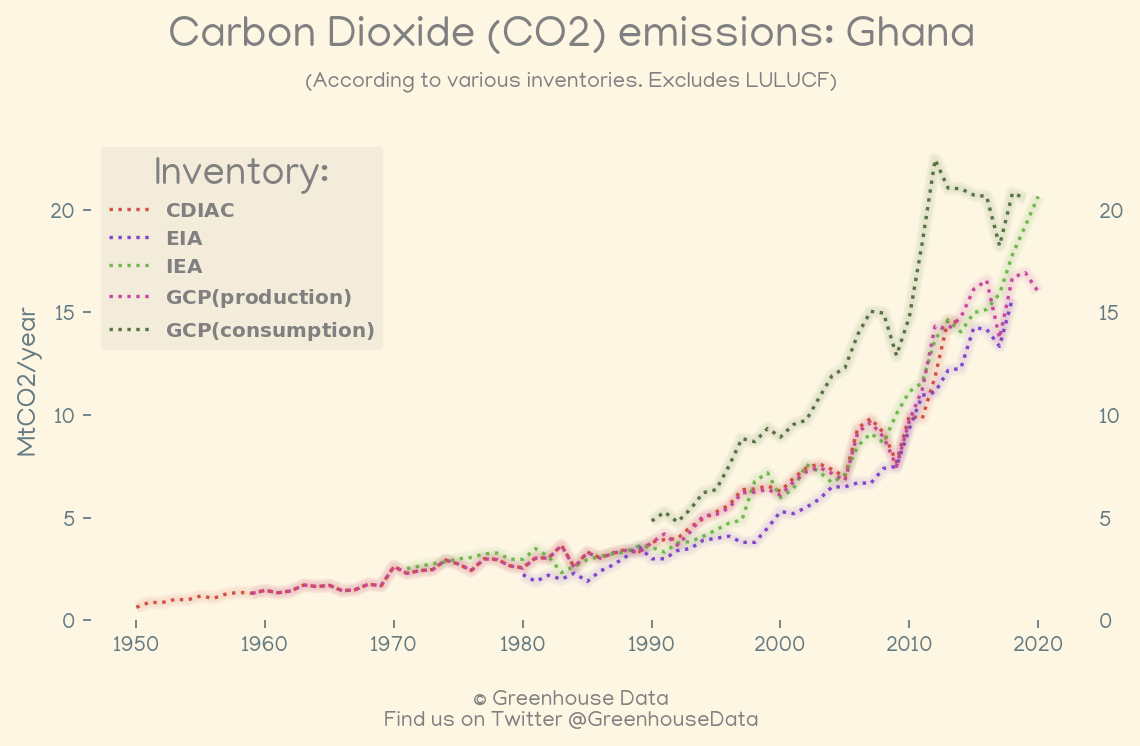 Carbon Dioxide (CO2) emissions: Ghana
(According to various inventories. Excludes LULUCF)
Inventory:
CDIAC
EIA
IEA
GCP(production)
GCP(consumption)
MtCO2/year
20
15
10
5
0
20
15
10
5
0
1950 1960 1970 1980 1990 2000 2010 2020
© Greenhouse Data
Find us on Twitter @GreenhouseData